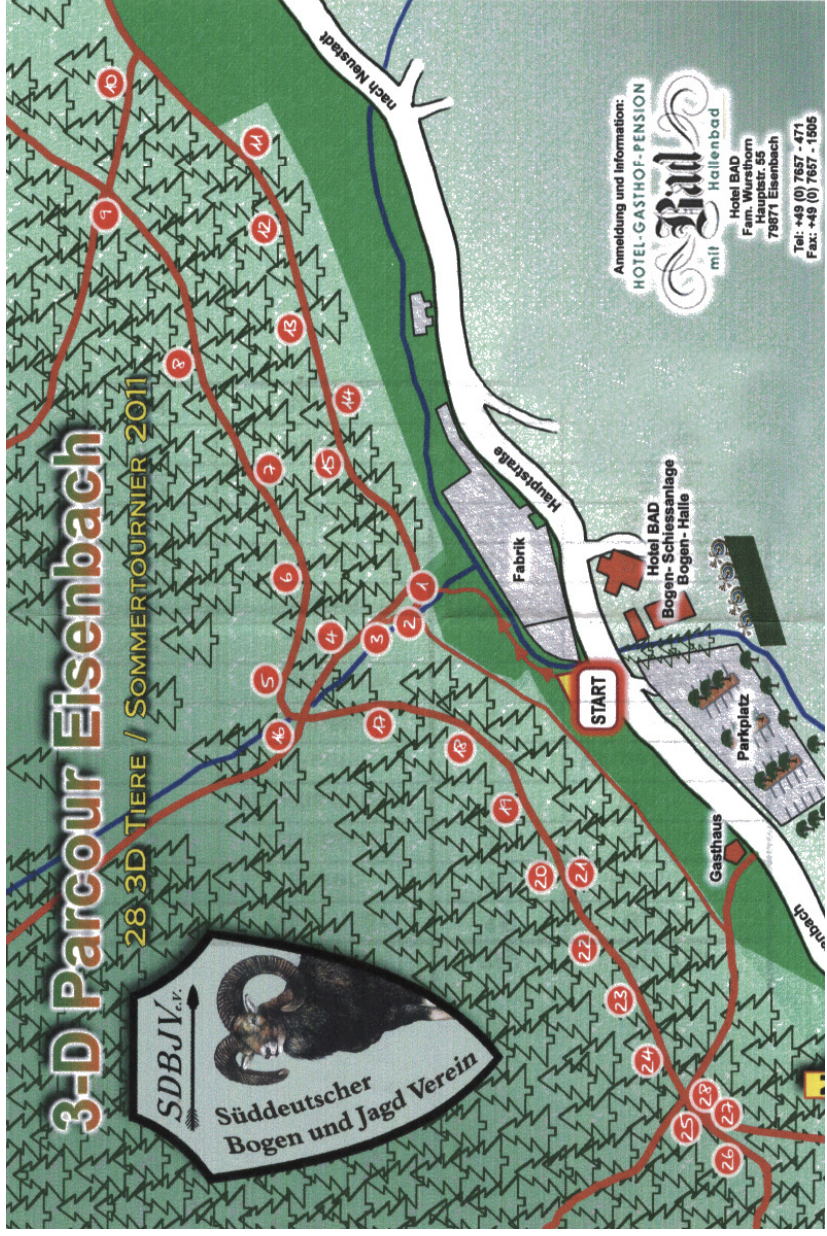 3-D Parcour Eisenbach
28 3D TIERE / SOMMERTOURNIER 2011
SDBJV e.V.
Süddeutscher
Bogen und Jagd Verein
10
9
11
12
8
13
14
7
15
6
1
2
3
4
5
16
17
18
19
20
21
22
23
24
25
28
27
26
nach Neustadt
Hauptstraße
Fabrik
START
Hotel BAD
Bogen- Schiessanlage
Bogen- Halle
Parkplatz
Gasthaus
enbach
Anmeldung und Information:
HOTEL-GASTHOF-PENSION
Bad
mit Hallenbad
Hotel BAD
Fam. Wursthorn
Hauptstr. 55
79871 Eisenbach
Tel: +49 (0) 7657 - 471
Fax: +49 (0) 7657 - 1505